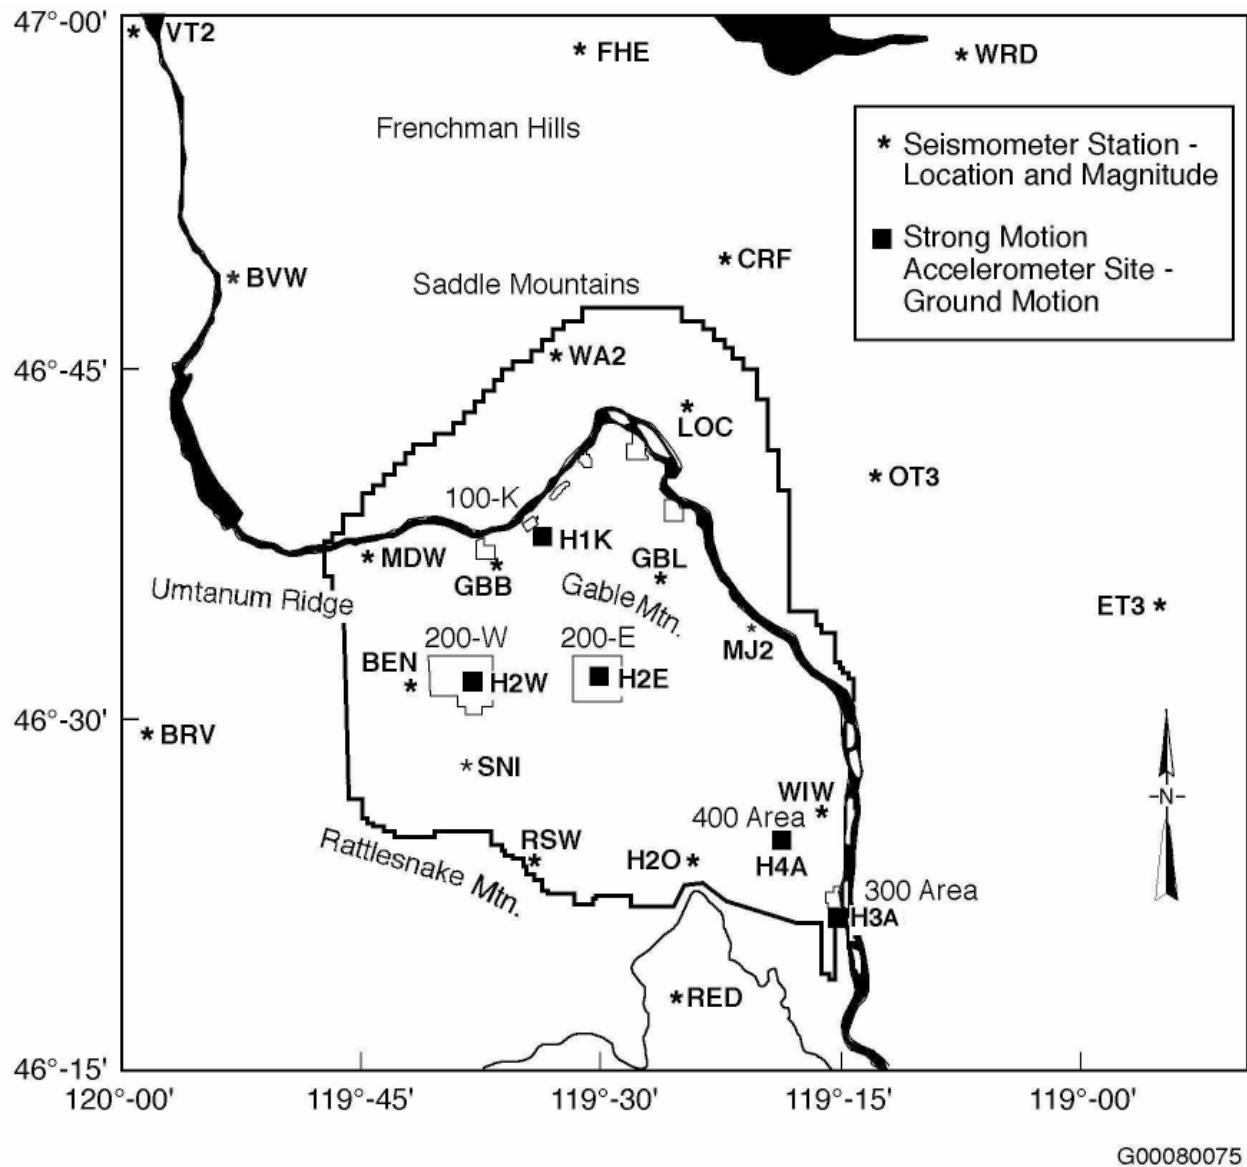 47°-00'
VT2
FHE
WRD
Frenchman Hills
* Seismometer Station -
Location and Magnitude
■ Strong Motion
Accelerometer Site -
Ground Motion
CRF
BVW
Saddle Mountains
WA2
46°-45'
LOC
OT3
100-K
H1K
MDW
GBB
GBL
Gable Mtn.
Umtanum Ridge
ET3
200-W
200-E
MJ2
BEN
H2W
H2E
46°-30'
BRV
SNI
N
WIW
400 Area
RSW
Rattlesnake Mtn.
H2O
H4A
300 Area
H3A
RED
46°-15'
120°-00'
119°-45'
119°-30'
119°-15'
119°-00'
G00080075